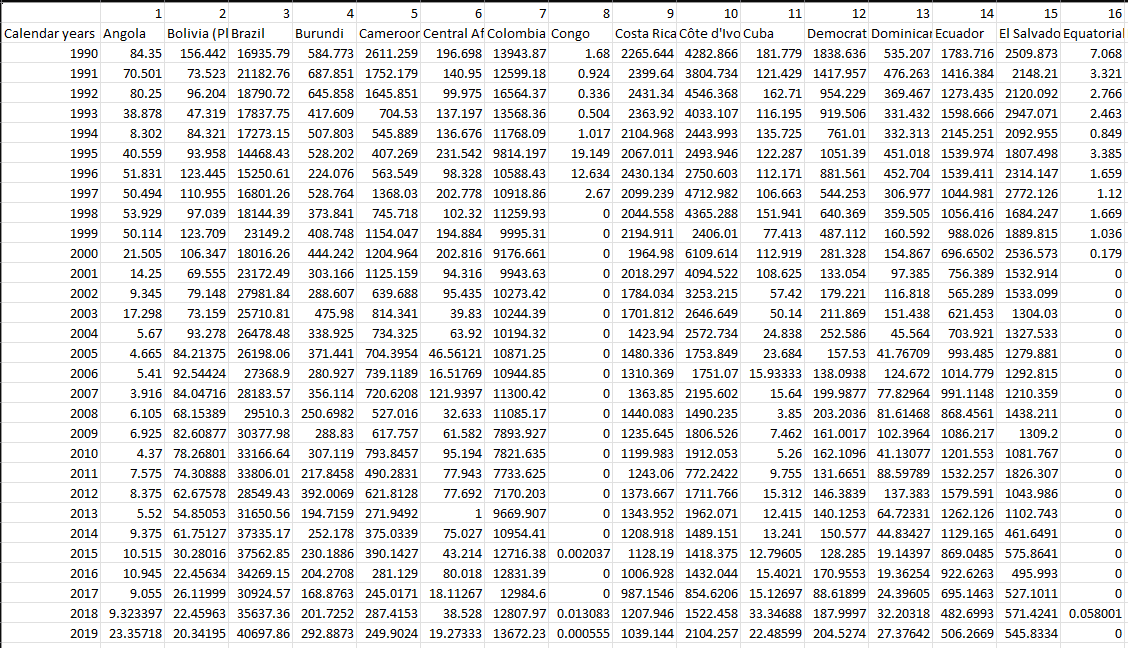 1 2 3 4 5 6 7 8 9 10 11 12 13 14 15 16
Calendar years Angola Bolivia (Pl Brazil Burundi Cameroor Central Af Colombia Congo Costa Rica Côte d'Ivo Cuba Democrat Dominicar Ecuador El Salvado Equatorial
1990 84.35 156.442 16935.79 584.773 2611.259 196.698 13943.87 1.68 2265.644 4282.866 181.779 1838.636 535.207 1783.716 2509.873 7.068
1991 70.501 73.523 21182.76 687.851 1752.179 140.95 12599.18 0.924 2399.64 3804.734 121.429 1417.957 476.263 1416.384 2148.21 3.321
1992 80.25 96.204 18790.72 645.858 1645.851 99.975 16564.37 0.336 2431.34 4546.368 162.71 954.229 369.467 1273.435 2120.092 2.766
1993 38.878 47.319 17837.75 417.609 704.53 137.197 13568.36 0.504 2363.92 4033.107 116.195 919.506 331.432 1598.666 2947.071 2.463
1994 8.302 84.321 17273.15 507.803 545.889 136.676 11768.09 1.017 2104.968 2443.993 135.725 761.01 332.313 2145.251 2092.955 0.849
1995 40.559 93.958 14468.43 528.202 407.269 231.542 9814.197 19.149 2067.011 2493.946 122.287 1051.39 451.018 1539.974 1807.498 3.385
1996 51.831 123.445 15250.61 224.076 563.549 98.328 10588.43 12.634 2430.134 2750.603 112.171 881.561 452.704 1539.411 2314.147 1.659
1997 50.494 110.955 16801.26 528.764 1368.03 202.778 10918.86 2.67 2099.239 4712.982 106.663 544.253 306.977 1044.981 2772.126 1.12
1998 53.929 97.039 18144.39 373.841 745.718 102.32 11259.93 0 2044.558 4365.288 151.941 640.369 359.505 1056.416 1684.247 1.669
1999 50.114 123.709 23149.2 408.748 1154.047 194.884 9995.31 0 2194.911 2406.01 77.413 487.112 160.592 988.026 1889.815 1.036
2000 21.505 106.347 18016.26 444.242 1204.964 202.816 9176.661 0 1964.98 6109.614 112.919 281.328 154.867 696.6502 2536.573 0.179
2001 14.25 69.555 23172.49 303.166 1125.159 94.316 9943.63 0 2018.297 4094.522 108.625 133.054 97.385 756.389 1532.914 0
2002 9.345 79.148 27981.84 288.607 639.688 95.435 10273.42 0 1784.034 3253.215 57.42 179.221 116.818 565.289 1533.099 0
2003 17.298 73.159 25710.81 475.98 814.341 39.83 10244.39 0 1701.812 2646.649 50.14 211.869 151.438 621.453 1304.03 0
2004 5.67 93.278 26478.48 338.925 734.325 63.92 10194.32 0 1423.94 2572.734 24.838 252.586 45.564 703.921 1327.533 0
2005 4.665 84.21375 26198.06 371.441 704.3954 46.56121 10871.25 0 1480.336 1753.849 23.684 157.53 41.76709 993.485 1279.881 0
2006 5.41 92.54424 27368.9 280.927 739.1189 16.51769 10944.85 0 1310.369 1751.07 15.93333 138.0938 124.672 1014.779 1292.815 0
2007 3.916 84.04716 28183.57 356.114 720.6208 121.9397 11300.42 0 1363.85 2195.602 15.64 199.9877 77.82964 991.1148 1210.359 0
2008 6.105 68.15389 29510.3 250.6982 527.016 32.633 11085.17 0 1440.083 1490.235 3.85 203.2036 81.61468 868.4561 1438.211 0
2009 6.925 82.60877 30377.98 288.83 617.757 61.582 7893.927 0 1235.645 1806.526 7.462 161.0017 102.3964 1086.217 1309.2 0
2010 4.37 78.26801 33166.64 307.119 793.8457 95.194 7821.635 0 1199.983 1912.053 5.26 162.1096 41.13077 1201.553 1081.767 0
2011 7.575 74.30888 33806.01 217.8458 490.2831 77.943 7733.625 0 1243.06 772.2422 9.755 131.6651 88.59789 1532.257 1826.307 0
2012 8.375 62.67578 28549.43 392.0069 621.8128 77.692 7170.203 0 1373.667 1711.766 15.312 146.3839 137.383 1579.591 1043.986 0
2013 5.52 54.85053 31650.56 194.7159 271.9492 1 9669.907 0 1343.952 1962.071 12.415 140.1253 64.72331 1262.126 1102.743 0
2014 9.375 61.75127 37335.17 252.178 375.0339 75.027 10954.41 0 1208.918 1489.151 13.241 150.577 44.83427 1129.165 461.6491 0
2015 10.515 30.28016 37562.85 230.1886 390.1427 43.214 12716.38 0.002037 1128.19 1418.375 12.79605 128.285 19.14397 869.0485 575.8641 0
2016 10.945 22.45634 34269.15 204.2708 281.129 80.018 12831.39 0 1006.928 1432.044 15.4021 170.9553 19.36254 922.6263 495.993 0
2017 9.055 26.11999 30924.57 168.8763 245.0171 18.11267 12984.6 0 987.1546 854.6206 15.12697 88.61899 24.39605 695.1463 527.1011 0
2018 9.323397 22.45963 35637.36 201.7252 287.4153 38.528 12807.97 0.013083 1207.946 1522.458 33.34688 187.9997 32.20318 482.6993 571.4241 0.058001
2019 23.35718 20.34195 40697.86 292.8873 249.9024 19.27333 13672.23 0.000555 1039.144 2104.257 22.48599 204.5274 27.37642 506.2669 545.8334 0